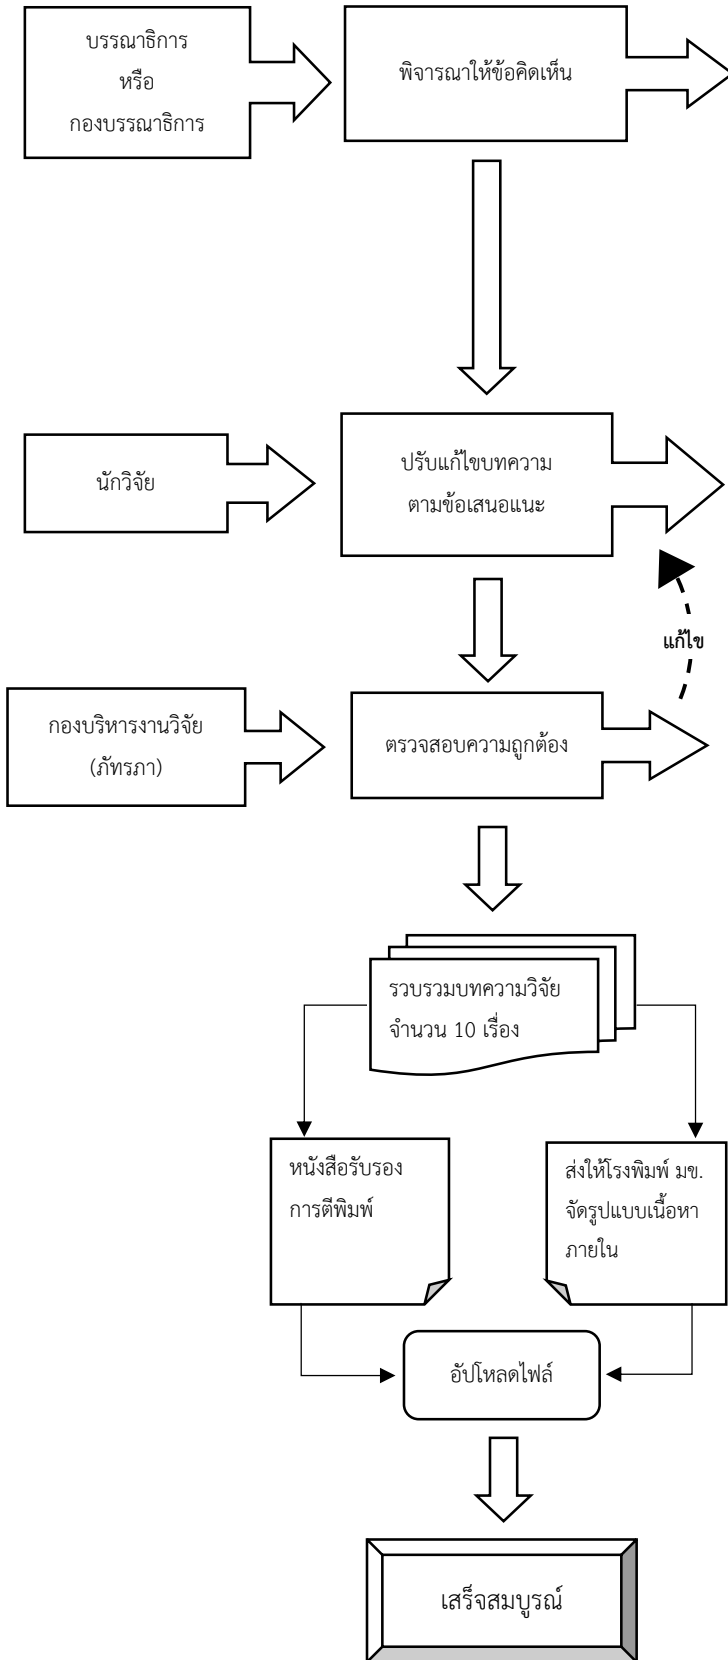 บรรณาธิการ
หรือ
กองบรรณาธิการ
พิจารณาให้ข้อคิดเห็น
นักวิจัย
ปรับแก้ไขบทความ
ตามข้อเสนอแนะ
แก้ไข
กองบริหารงานวิจัย
(ภัทรภา)
ตรวจสอบความถูกต้อง
รวบรวมบทความวิจัย
จำนวน 10 เรื่อง
หนังสือรับรอง
การตีพิมพ์
ส่งให้โรงพิมพ์ มข.
จัดรูปแบบเนื้อหา
ภายใน
อัปโหลดไฟล์
เสร็จสมบูรณ์